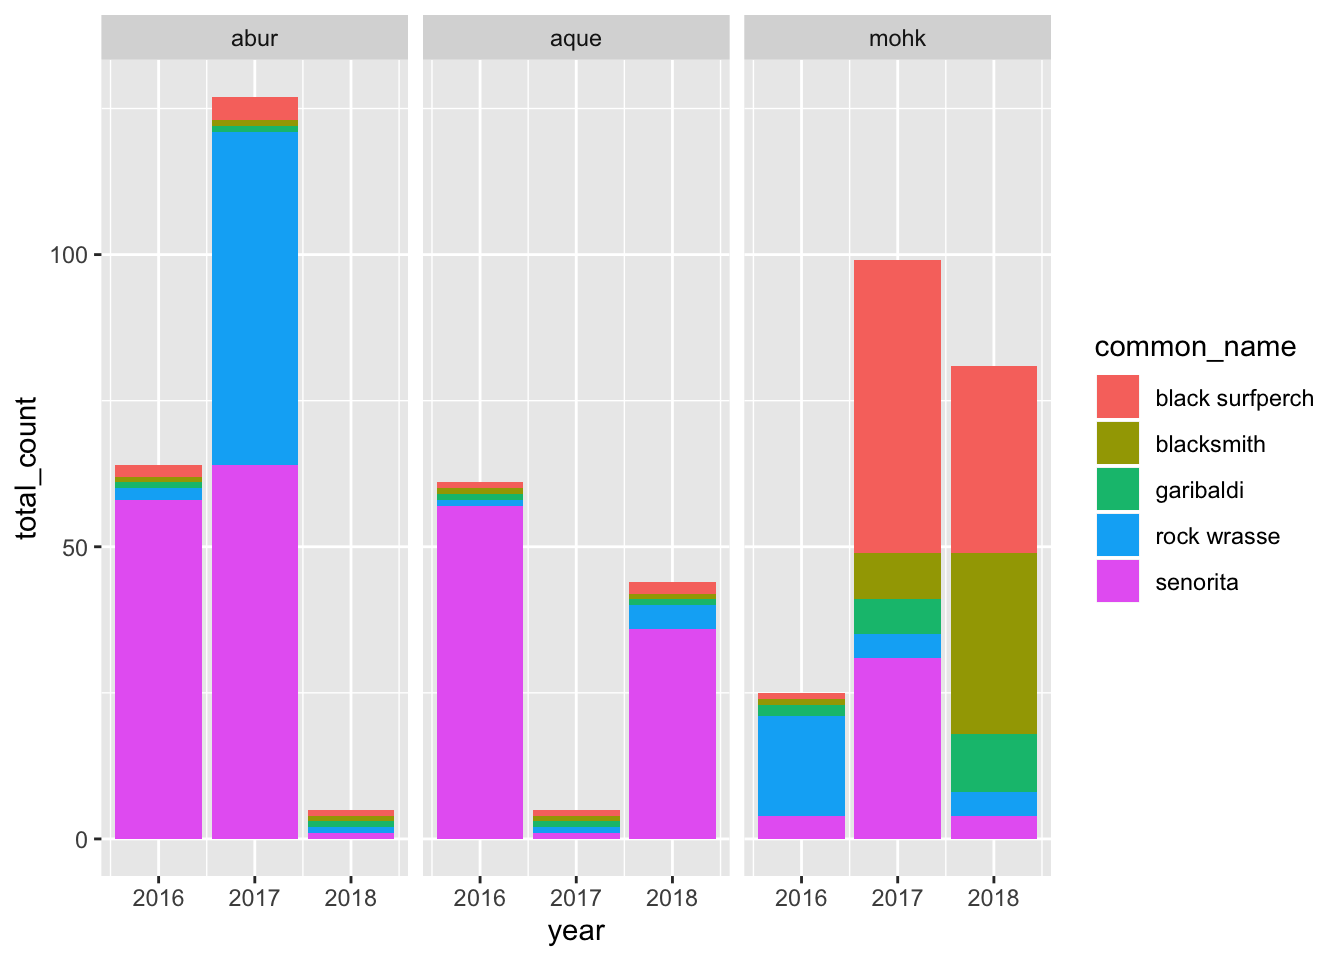 abur aque mohk
100
50
0
total_count
2016 2017 2018 2016 2017 2018 2016 2017 2018
year
common_name
black surfperch
blacksmith
garibaldi
rock wrasse
senorita